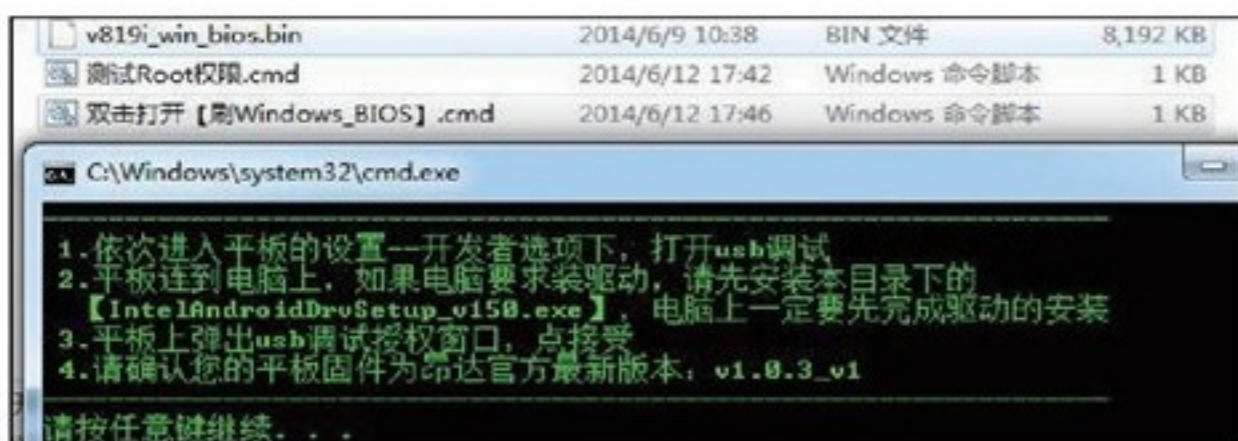 v819i_win_bios.bin 2014/6/9 10:38 BIN 文件 8,192 KB
测试Root权限.cmd 2014/6/12 17:42 Windows 命令脚本 1 KB
双击打开【刷Windows_BIOS】.cmd 2014/6/12 17:46 Windows 命令脚本 1 KB
C:\Windows\system32\cmd.exe
1.依次进入平板的设置--开发者选项下，打开usb调试
2.平板连到电脑上，如果电脑要求装驱动，请先安装本目录下的
【IntelAndroidDrvSetup_v150.exe】，电脑上一定要先完成驱动的安装
3.平板上弹出usb调试授权窗口，点接受
4.请确认您的平板固件为昂达官方最新版本：v1.0.3_v1
请按任意键继续. . .